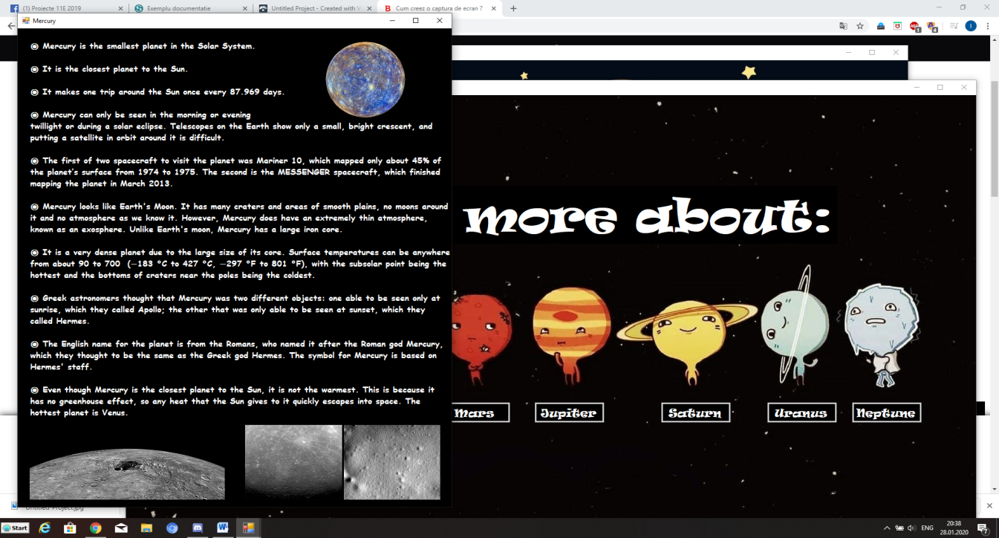 (1) Proiecte 11E 2019
Exemplu documentatie
Untitled Project - Created with
Cum creez o captura de ecran ?
Mercury
◉ Mercury is the smallest planet in the Solar System.
◉ It is the closest planet to the Sun.
◉ It makes one trip around the Sun once every 87.969 days.
◉ Mercury can only be seen in the morning or evening
twillight or during a solar eclipse. Telescopes on the Earth show only a small, bright crescent, and
putting a satellite in orbit around it is difficult.
◉ The first of two spacecraft to visit the planet was Mariner 10, which mapped only about 45% of
the planet's surface from 1974 to 1975. The second is the MESSENGER spacecraft, which finished
mapping the planet in March 2013.
◉ Mercury looks like Earth's Moon. It has many craters and areas of smooth plains, no moons around
it and no atmosphere as we know it. However, Mercury does have an extremely thin atmosphere,
known as an exosphere. Unlike Earth's moon, Mercury has a large iron core.
◉ It is a very dense planet due to the large size of its core. Surface temperatures can be anywhere
from about 90 to 700 (−183 °C to 427 °C, −297 °F to 801 °F), with the subsolar point being the
hottest and the bottoms of craters near the poles being the coldest.
◉ Greek astronomers thought that Mercury was two different objects: one able to be seen only at
sunrise, which they called Apollo; the other that was only able to be seen at sunset, which they
called Hermes.
◉ The English name for the planet is from the Romans, who named it after the Roman god Mercury,
which they thought to be the same as the Greek god Hermes. The symbol for Mercury is based on
Hermes' staff.
◉ Even though Mercury is the closest planet to the Sun, it is not the warmest. This is because it
has no greenhouse effect, so any heat that the Sun gives to it quickly escapes into space. The
hottest planet is Venus.
more about:
Mars
Jupiter
Saturn
Uranus
Neptune
Untitled-Project.jpg
Start
ENG
20:38
28.01.2020